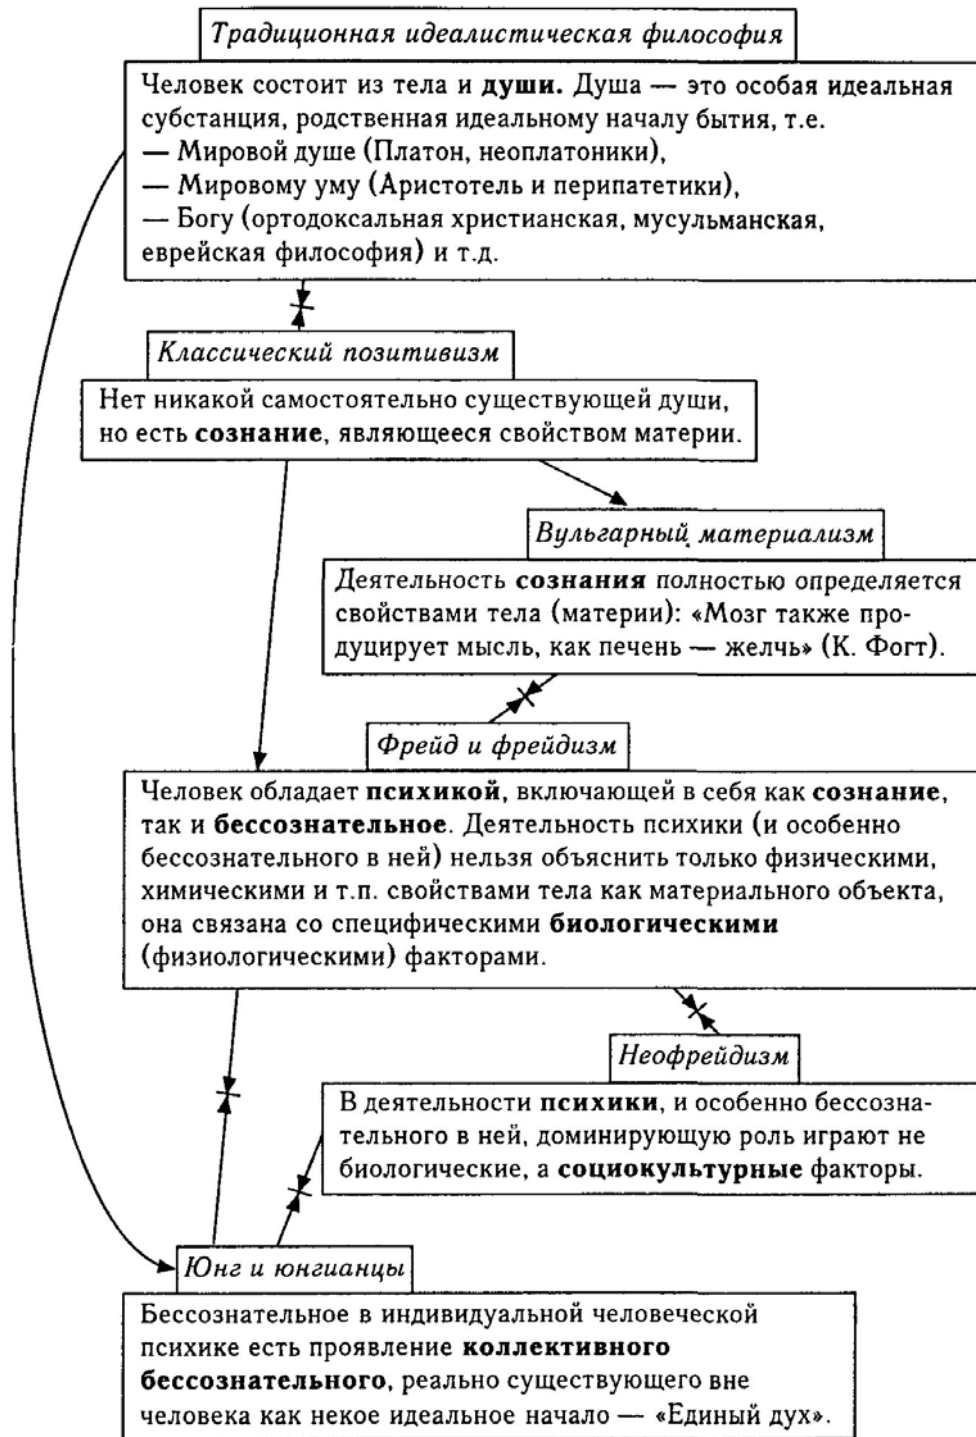 Традиционная идеалистическая философия
Человек состоит из тела и души. Душа — это особая идеальная
субстанция, родственная идеальному началу бытия, т.е.
— Мировой душе (Платон, неоплатоники),
— Мировому уму (Аристотель и перипатетики),
— Богу (ортодоксальная христианская, мусульманская,
еврейская философия) и т.д.
Классический позитивизм
Нет никакой самостоятельно существующей души,
но есть сознание, являющееся свойством материи.
Вульгарный материализм
Деятельность сознания полностью определяется
свойствами тела (материи): «Мозг также про-
дуцирует мысль, как печень — желчь» (К. Фогт).
Фрейд и фрейдизм
Человек обладает психикой, включающей в себя как сознание,
так и бессознательное. Деятельность психики (и особенно
бессознательного в ней) нельзя объяснить только физическими,
химическими и т.п. свойствами тела как материального объекта,
она связана со специфическими биологическими
(физиологическими) факторами.
Неофрейдизм
В деятельности психики, и особенно бессозна-
тельного в ней, доминирующую роль играют не
биологические, а социокультурные факторы.
Юнг и юнгианцы
Бессознательное в индивидуальной человеческой
психике есть проявление коллективного
бессознательного, реально существующего вне
человека как некое идеальное начало — «Единый дух».